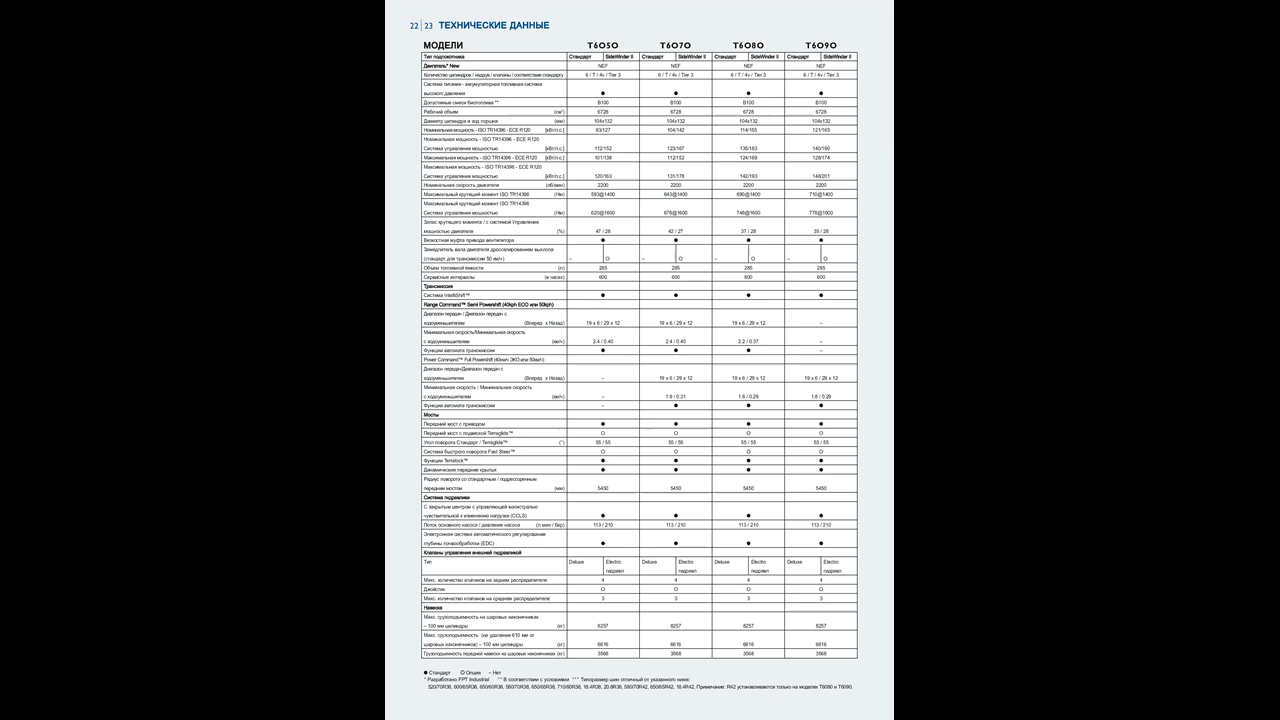 22 23 ТЕХНИЧЕСКИЕ ДАННЫЕ
МОДЕЛИ T6050 T6070 T6080 T6090
Тип подлокотника Стандарт SideWinder II Стандарт SideWinder II Стандарт SideWinder II Стандарт SideWinder II
Двигатель* New NEF NEF NEF NEF
Количество цилиндров / наддув / клапаны / соответствие стандарту 6 / T / 4v / Tier 3 6 / T / 4v / Tier 3 6 / T / 4v / Tier 3 6 / T / 4v / Tier 3
Система питания - аккумуляторная топливная система
высокого давления ● ● ● ●
Допустимые смеси биотоплива ** B100 B100 B100 B100
Рабочий объем (см³) 6728 6728 6728 6728
Диаметр цилиндра и ход поршня (мм) 104x132 104x132 104x132 104x132
Номинальная мощность - ISO TR14396 - ECE R120 [кВт/л.с.] 93/127 104/142 114/155 121/165
Номинальная мощность - ISO TR14396 - ECE R120
Система управления мощностью [кВт/л.с.] 112/152 123/167 135/183 140/190
Максимальная мощность - ISO TR14396 - ECE R120 [кВт/л.с.] 101/138 112/152 124/169 128/174
Максимальная мощность - ISO TR14396 - ECE R120
Система управления мощностью [кВт/л.с.] 120/163 131/178 142/193 148/201
Номинальная скорость двигателя (об/мин) 2200 2200 2200 2200
Максимальный крутящий момент ISO TR14396 (Нм) 593@1400 643@1400 690@1400 710@1400
Максимальный крутящий момент ISO TR14396
Система управления мощностью (Нм) 620@1600 678@1600 748@1600 778@1600
Запас крутящего момента / с системой Управления
мощностью двигателя (%) 47 / 28 42 / 27 37 / 28 35 / 28
Вязкостная муфта привода вентилятора ● ● ● ●
Замедлитель вала двигателя дросселированием выхлопа
(стандарт для трансмиссии 50 км/ч) – O – O – O – O
Объем топливной емкости (л) 285 285 285 285
Сервисные интервалы (в часах) 600 600 600 600
Трансмиссия
Система IntelliShift™ ● ● ● ●
Range Command™ Semi Powershift (40kph ECO или 50kph)
Диапазон передач / Диапазон передач с
ходоуменьшителем (Вперед х Назад) 19 x 6 / 29 x 12 19 x 6 / 29 x 12 19 x 6 / 29 x 12 –
Минимальная скорость/Минимальная скорость
с ходоуменьшителем (км/ч) 2.4 / 0.40 2.4 / 0.40 2.2 / 0.37 –
Функции автомата трансмиссии ● ● ● –
Power Command™ Full Powershift (40км/ч ЭКО или 50км/ч)
Диапазон передач/Диапазон передач с
ходоуменьшителем (Вперед х Назад) – 19 x 6 / 29 x 12 19 x 6 / 29 x 12 19 x 6 / 29 x 12
Минимальная скорость / Минимальная скорость
с ходоуменьшителем (км/ч) – 1.9 / 0.31 1.8 / 0.29 1.8 / 0.29
Функции автомата трансмиссии – ● ● ●
Мосты
Передний мост с приводом ● ● ● ●
Передний мост с подвеской Terraglide™ O O O O
Угол поворота Стандарт / Terraglide™ (°) 55 / 55 55 / 55 55 / 55 55 / 55
Система быстрого поворота Fast Steer™ O O O O
Функции Terralock™ ● ● ● ●
Динамические передние крылья ● ● ● ●
Радиус поворота со стандартным / подрессоренным
передним мостом (мм) 5450 5450 5450 5450
Система гидравлики
С закрытым центром с управляющей магистралью
чувствительной к изменению нагрузки (CCLS) ● ● ● ●
Поток основного насоса / давление насоса (л мин / бар) 113 / 210 113 / 210 113 / 210 113 / 210
Электронная система автоматического регулирования
глубины почвообработки (EDC) ● ● ● ●
Клапаны управления внешней гидравликой
Тип Deluxe Electro Deluxe Electro Deluxe Electro Deluxe Electro
гидравл гидравл гидравл гидравл
Макс. количество клапанов на заднем распределителе 4 4 4 4
Джойстик O O O O
Макс. количество клапанов на среднем распределителе 3 3 3 3
Навеска
Макс. грузоподъемность на шаровых наконечниках
– 100 мм цилиндры (кг) 8257 8257 8257 8257
Макс. грузоподъемность (на удалении 610 мм от
шаровых наконечников) – 100 мм цилиндры (кг) 6616 6616 6616 6616
Грузоподъемность передней навески на шаровых наконечниках (кг) 3568 3568 3568 3568
● Стандарт O Опция – Нет
* Разработано FPT Industrial ** В соответствии с условиями *** Типоразмер шин отличный от указанного ниже:
520/70R38, 600/65R38, 650/60R38, 580/70R38, 650/65R38, 710/60R38, 18.4R38, 20.8R38, 580/70R42, 650/65R42, 18.4R42, Примечание: R42 устанавливаются только на моделях T6080 и T6090.